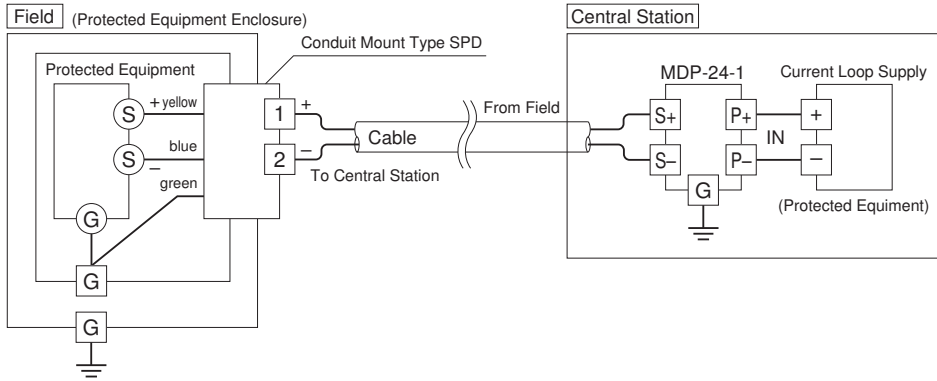 Field (Protected Equipment Enclosure)
Conduit Mount Type SPD
Protected Equipment
S
+ yellow
S
–
blue
green
G
G
G
1
+
2
–
Cable
From Field
To Central Station
Central Station
MDP-24-1
Current Loop Supply
S+
P+
+
IN
S–
P–
–
G
(Protected Equiment)